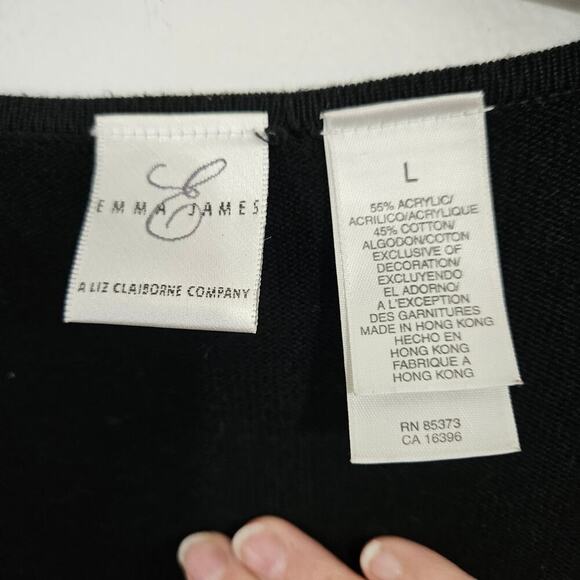 E
EMMA JAMES
A LIZ CLAIBORNE COMPANY
L
55% ACRYLIC/
ACRILICO/ACRYLIQUE
45% COTTON/
ALGODON/COTON
EXCLUSIVE OF
DECORATION/
EXCLUYENDO
EL ADORNO/
A L'EXCEPTION
DES GARNITURES
MADE IN HONG KONG
HECHO EN
HONG KONG
FABRIQUE A
HONG KONG
RN 85373
CA 16396